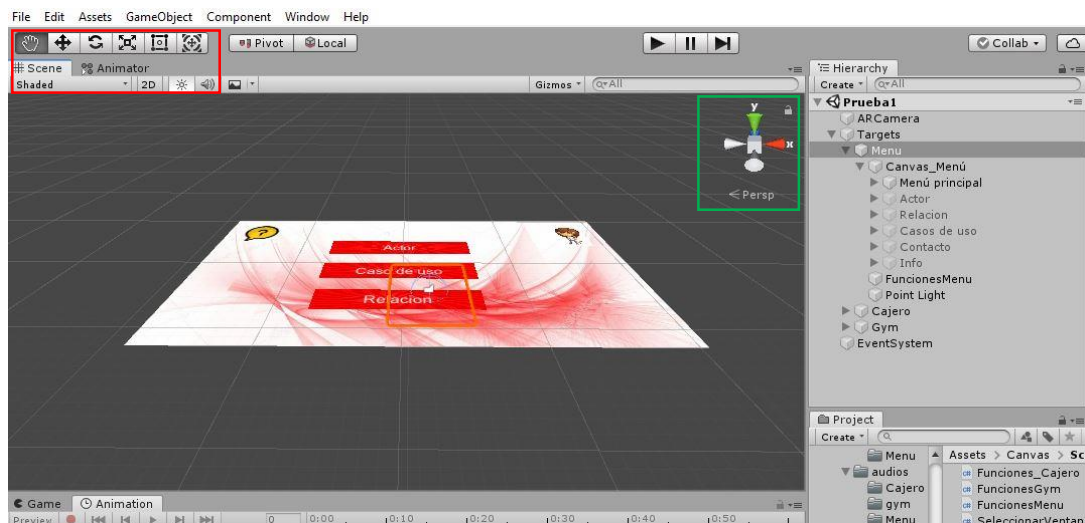 File Edit Assets GameObject Component Window Help
Pivot Local Collab
Scene Animator
Shaded 2D Gizmos All
y
x
Persp
Actor
Caso de uso
Relacion
Hierarchy
Create All
Prueba1
ARCamera
Targets
Menu
Canvas_Menú
Menú principal
Actor
Relacion
Casos de uso
Contacto
Info
FuncionesMenu
Point Light
Cajero
Gym
EventSystem
Project
Create
Menu
audios
Cajero
gym
Menu
Assets > Canvas > Sc
Funciones_Cajero
FuncionesGym
FuncionesMenu
SeleccionarVentan
Game Animation
Preview 0 0:00 0:10 0:20 0:30 0:40 0:50